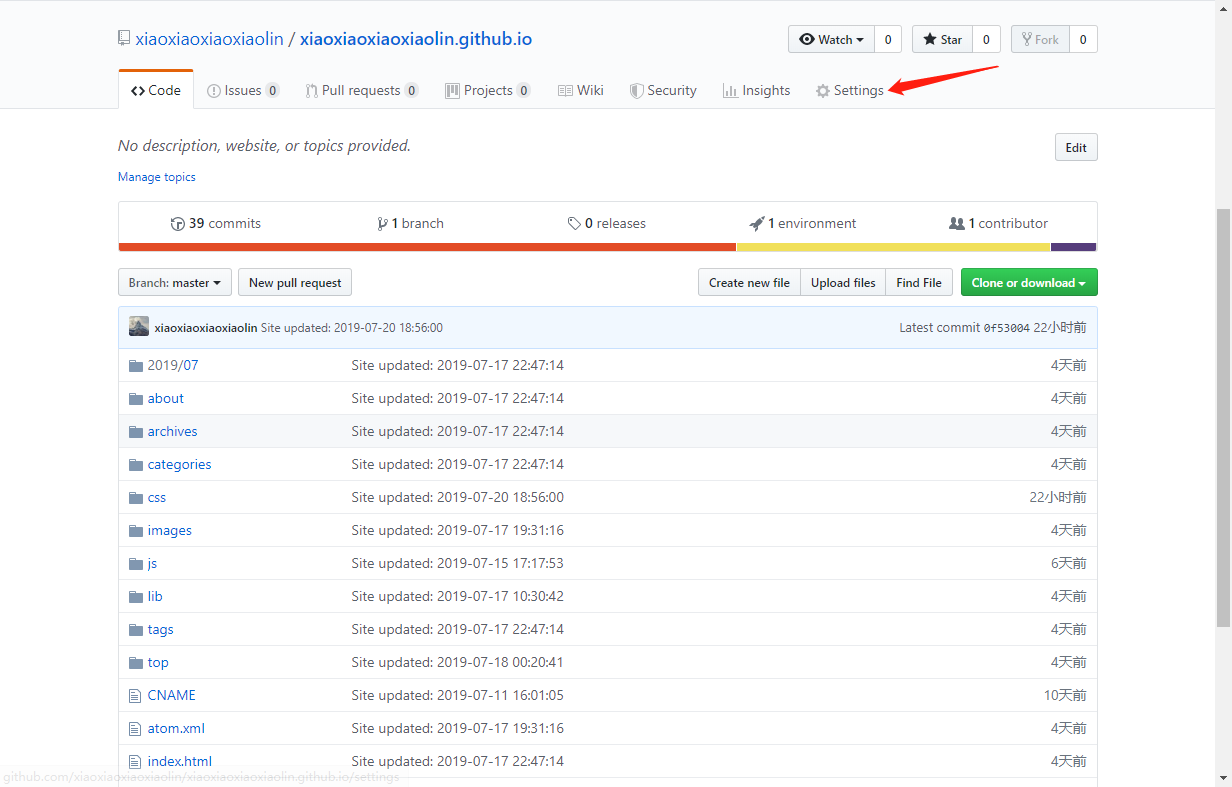 xiaoxiaoxiaoxiaolin / xiaoxiaoxiaoxiaolin.github.io
Watch 0 Star 0 Fork 0
Code Issues 0 Pull requests 0 Projects 0 Wiki Security Insights Settings
No description, website, or topics provided. Edit
Manage topics
39 commits 1 branch 0 releases 1 environment 1 contributor
Branch: master New pull request Create new file Upload files Find File Clone or download
xiaoxiaoxiaoxiaolin Site updated: 2019-07-20 18:56:00 Latest commit 0f53004 22小时前
2019/07 Site updated: 2019-07-17 22:47:14 4天前
about Site updated: 2019-07-17 22:47:14 4天前
archives Site updated: 2019-07-17 22:47:14 4天前
categories Site updated: 2019-07-17 22:47:14 4天前
css Site updated: 2019-07-20 18:56:00 22小时前
images Site updated: 2019-07-17 19:31:16 4天前
js Site updated: 2019-07-15 17:17:53 6天前
lib Site updated: 2019-07-17 10:30:42 4天前
tags Site updated: 2019-07-17 22:47:14 4天前
top Site updated: 2019-07-18 00:20:41 4天前
CNAME Site updated: 2019-07-11 16:01:05 10天前
atom.xml Site updated: 2019-07-17 19:31:16 4天前
index.html Site updated: 2019-07-17 22:47:14 4天前
github.com/xiaoxiaoxiaoxiaolin/xiaoxiaoxiaoxiaolin.github.io/settings